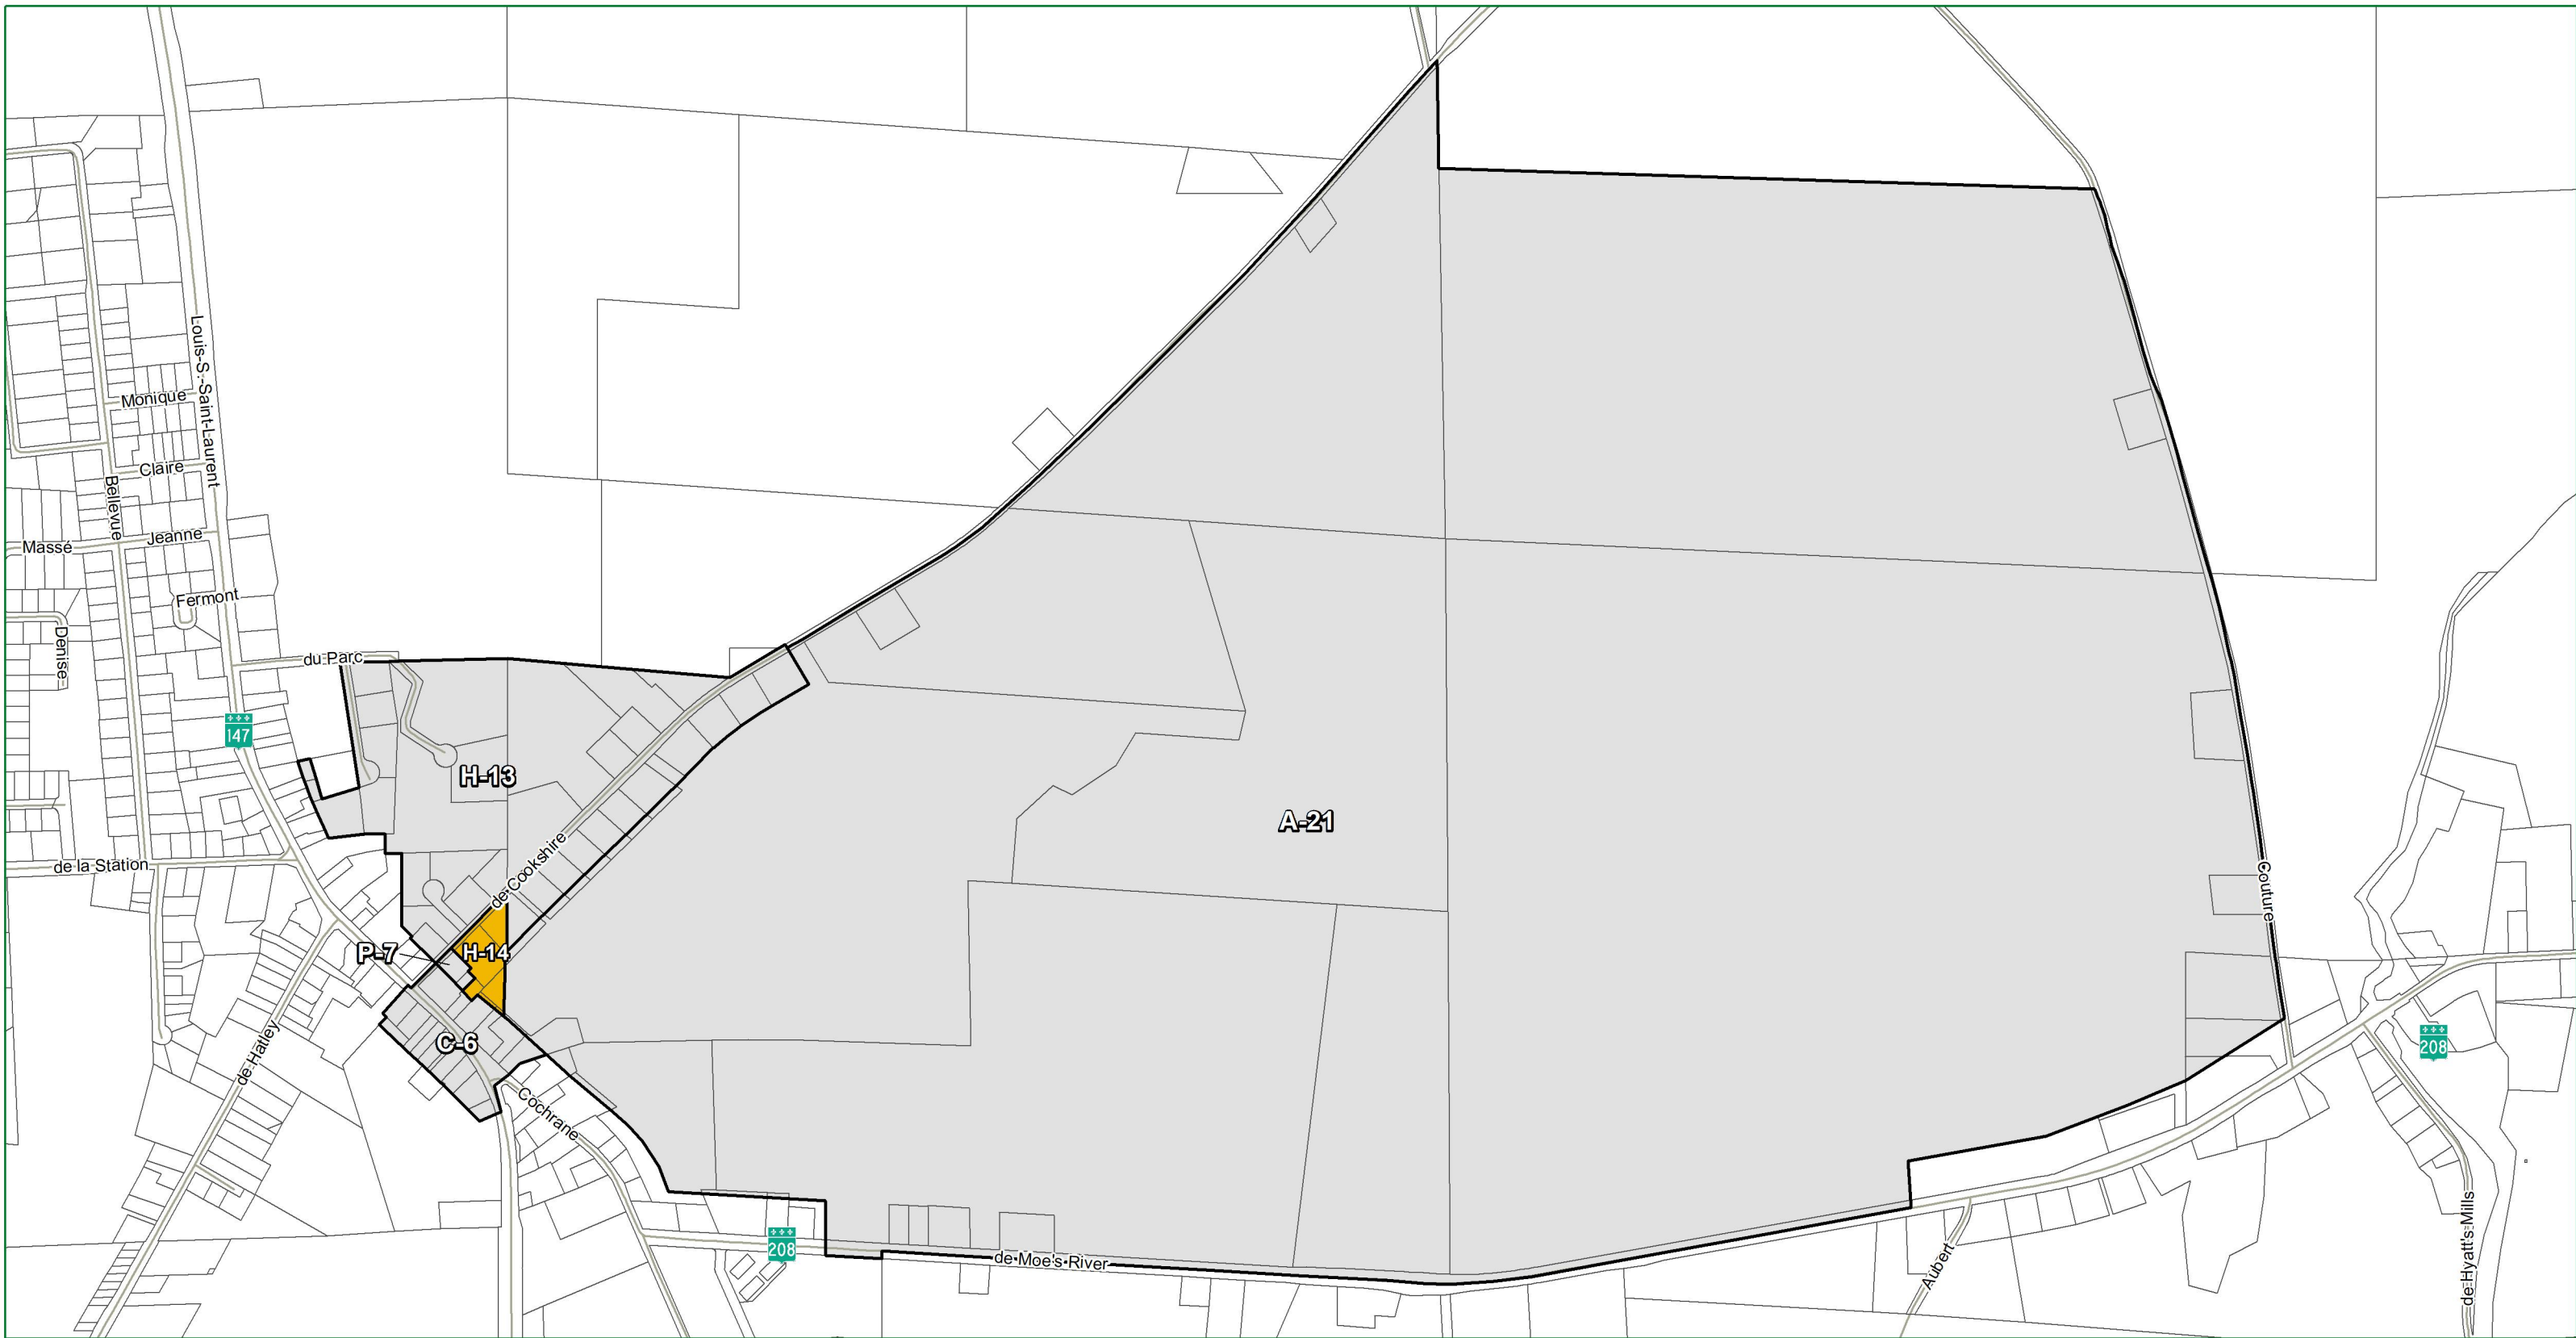 Louis-S.-Saint-Laurent
Monique
Claire
Bellevue
Jeanne
Massé
Fermont
Denise
du Parc
147
H-13
A-21
de Cookshire
de la Station
Couture
P-7
H-14
C-6
de Hatley
208
Cochrane
208
de Moe's River
Aubert
de Hyatt's Mills